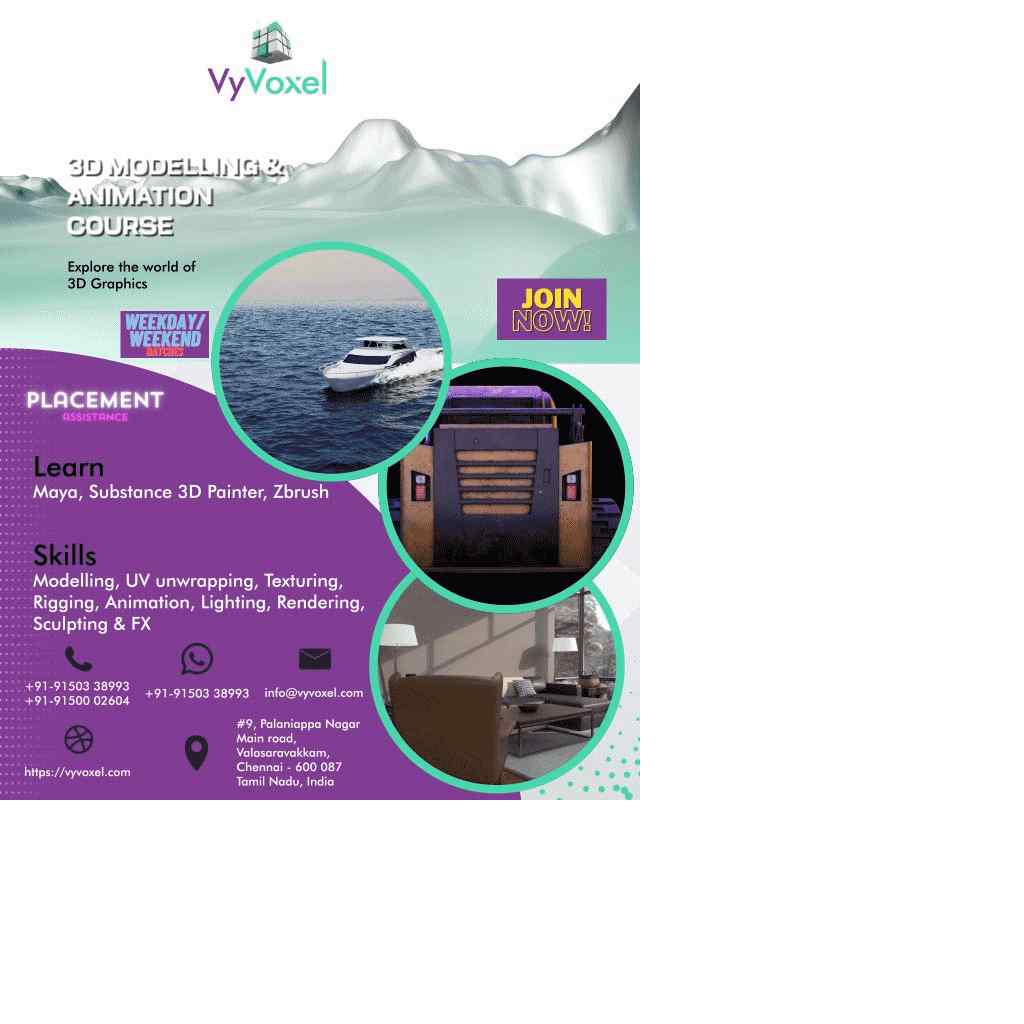 VyVoxel
3D MODELLING &
ANIMATION
COURSE
Explore the world of
3D Graphics
WEEKDAY/
WEEKEND
BATCHES
JOIN
NOW!
PLACEMENT
ASSISTANCE
Learn
Maya, Substance 3D Painter, Zbrush
Skills
Modelling, UV unwrapping, Texturing,
Rigging, Animation, Lighting, Rendering,
Sculpting & FX
+91-91503 38993
+91-91500 02604
+91-91503 38993
info@vyvoxel.com
https://vyvoxel.com
#9, Palaniappa Nagar
Main road,
Valasaravakkam,
Chennai - 600 087
Tamil Nadu, India